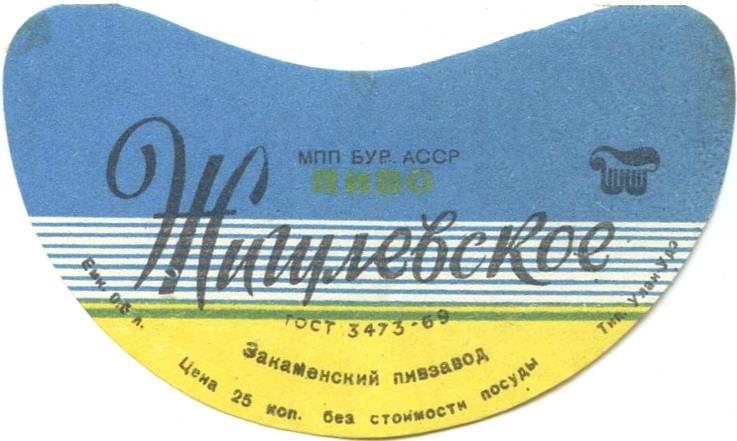 МПП БУР. АССР
ПИВО
Жигулевское
Емк. 0,5 л.
Тип. Улан-Удэ
ГОСТ 3473-69
Закаменский пивзавод
Цена 25 коп. без стоимости посуды